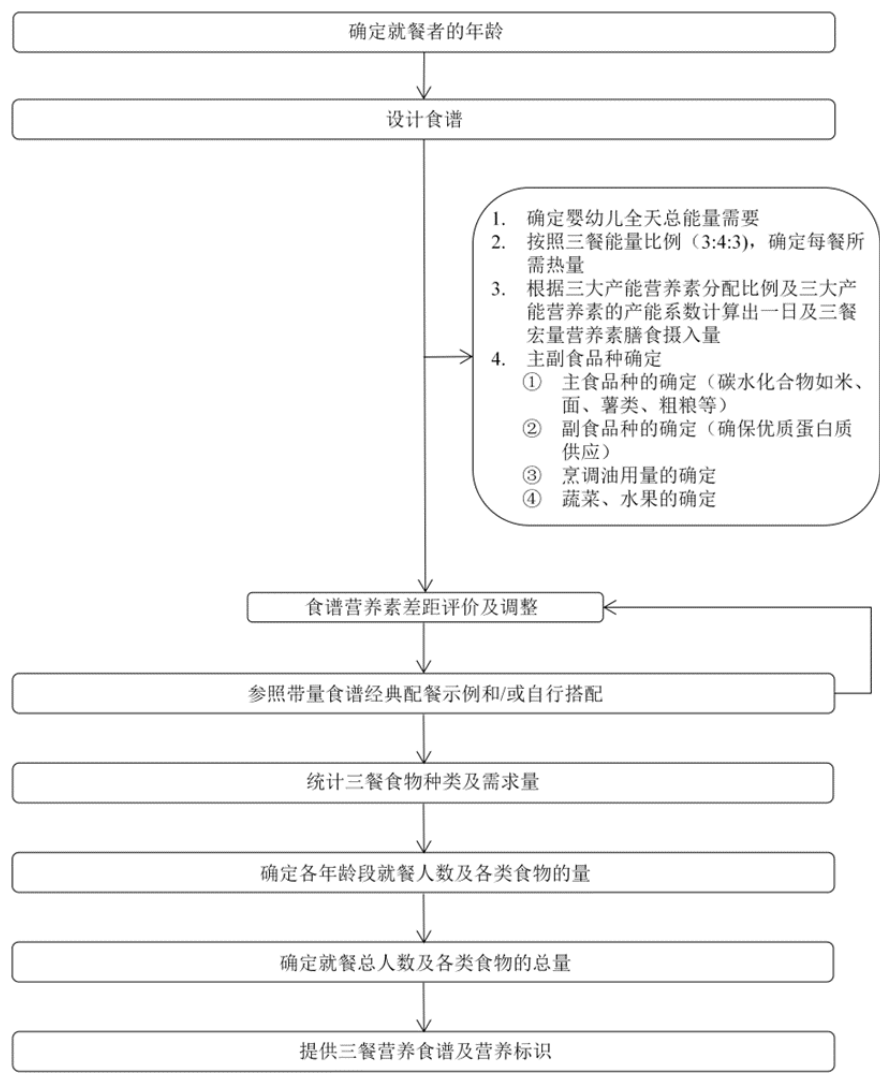 确定就餐者的年龄
设计食谱
1. 确定婴幼儿全天总能量需要
2. 按照三餐能量比例（3:4:3)，确定每餐所
需热量
3. 根据三大产能营养素分配比例及三大产
能营养素的产能系数计算出一日及三餐
宏量营养素膳食摄入量
4. 主副食品种确定
① 主食品种的确定（碳水化合物如米、
面、薯类、粗粮等）
② 副食品种的确定（确保优质蛋白质
供应）
③ 烹调油用量的确定
④ 蔬菜、水果的确定
食谱营养素差距评价及调整
参照带量食谱经典配餐示例和/或自行搭配
统计三餐食物种类及需求量
确定各年龄段就餐人数及各类食物的量
确定就餐总人数及各类食物的总量
提供三餐营养食谱及营养标识